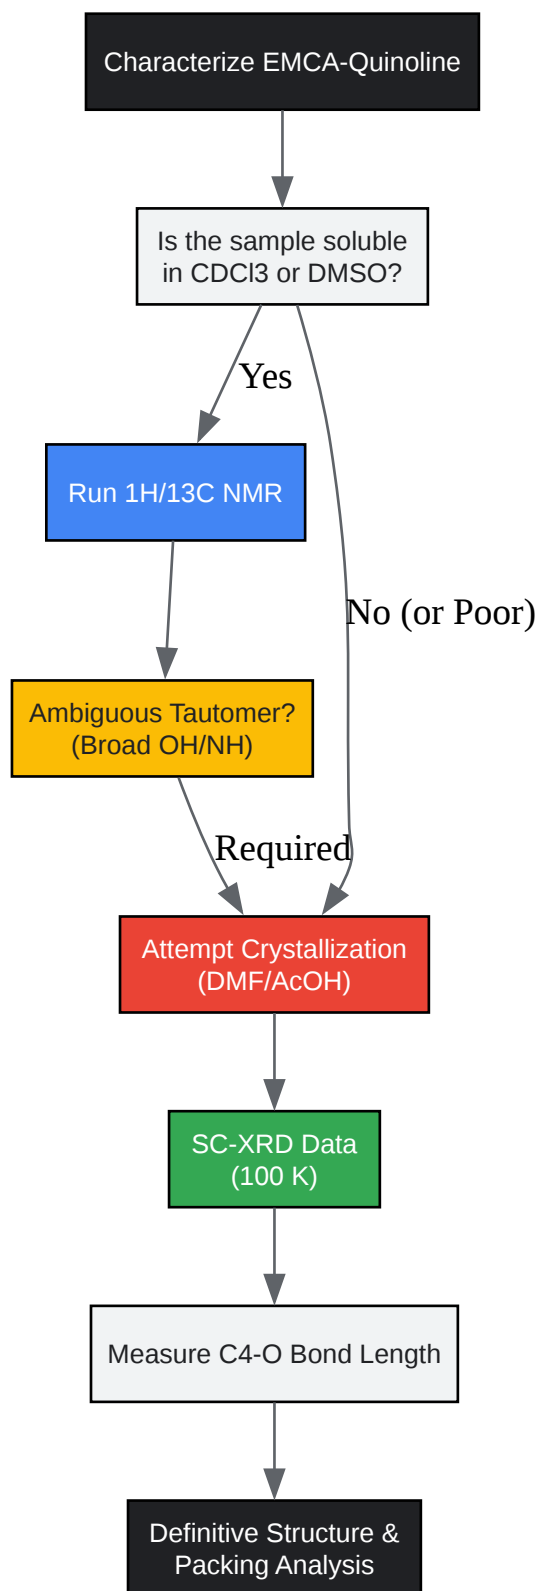 Characterize EMCA-Quinoline
Is the sample soluble
in CDCl3 or DMSO?
Yes
Run 1H/13C NMR
No (or Poor)
Ambiguous Tautomer?
(Broad OH/NH)
Required
Attempt Crystallization
(DMF/AcOH)
SC-XRD Data
(100 K)
Measure C4-O Bond Length
Definitive Structure &
Packing Analysis